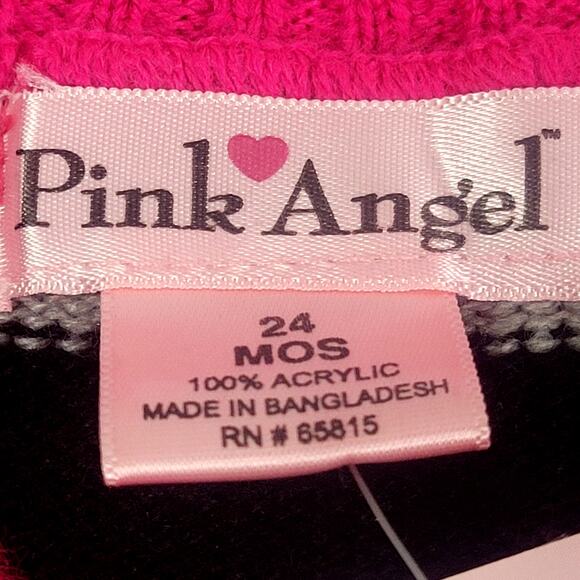 Pink Angel™
24
MOS
100% ACRYLIC
MADE IN BANGLADESH
RN # 65815